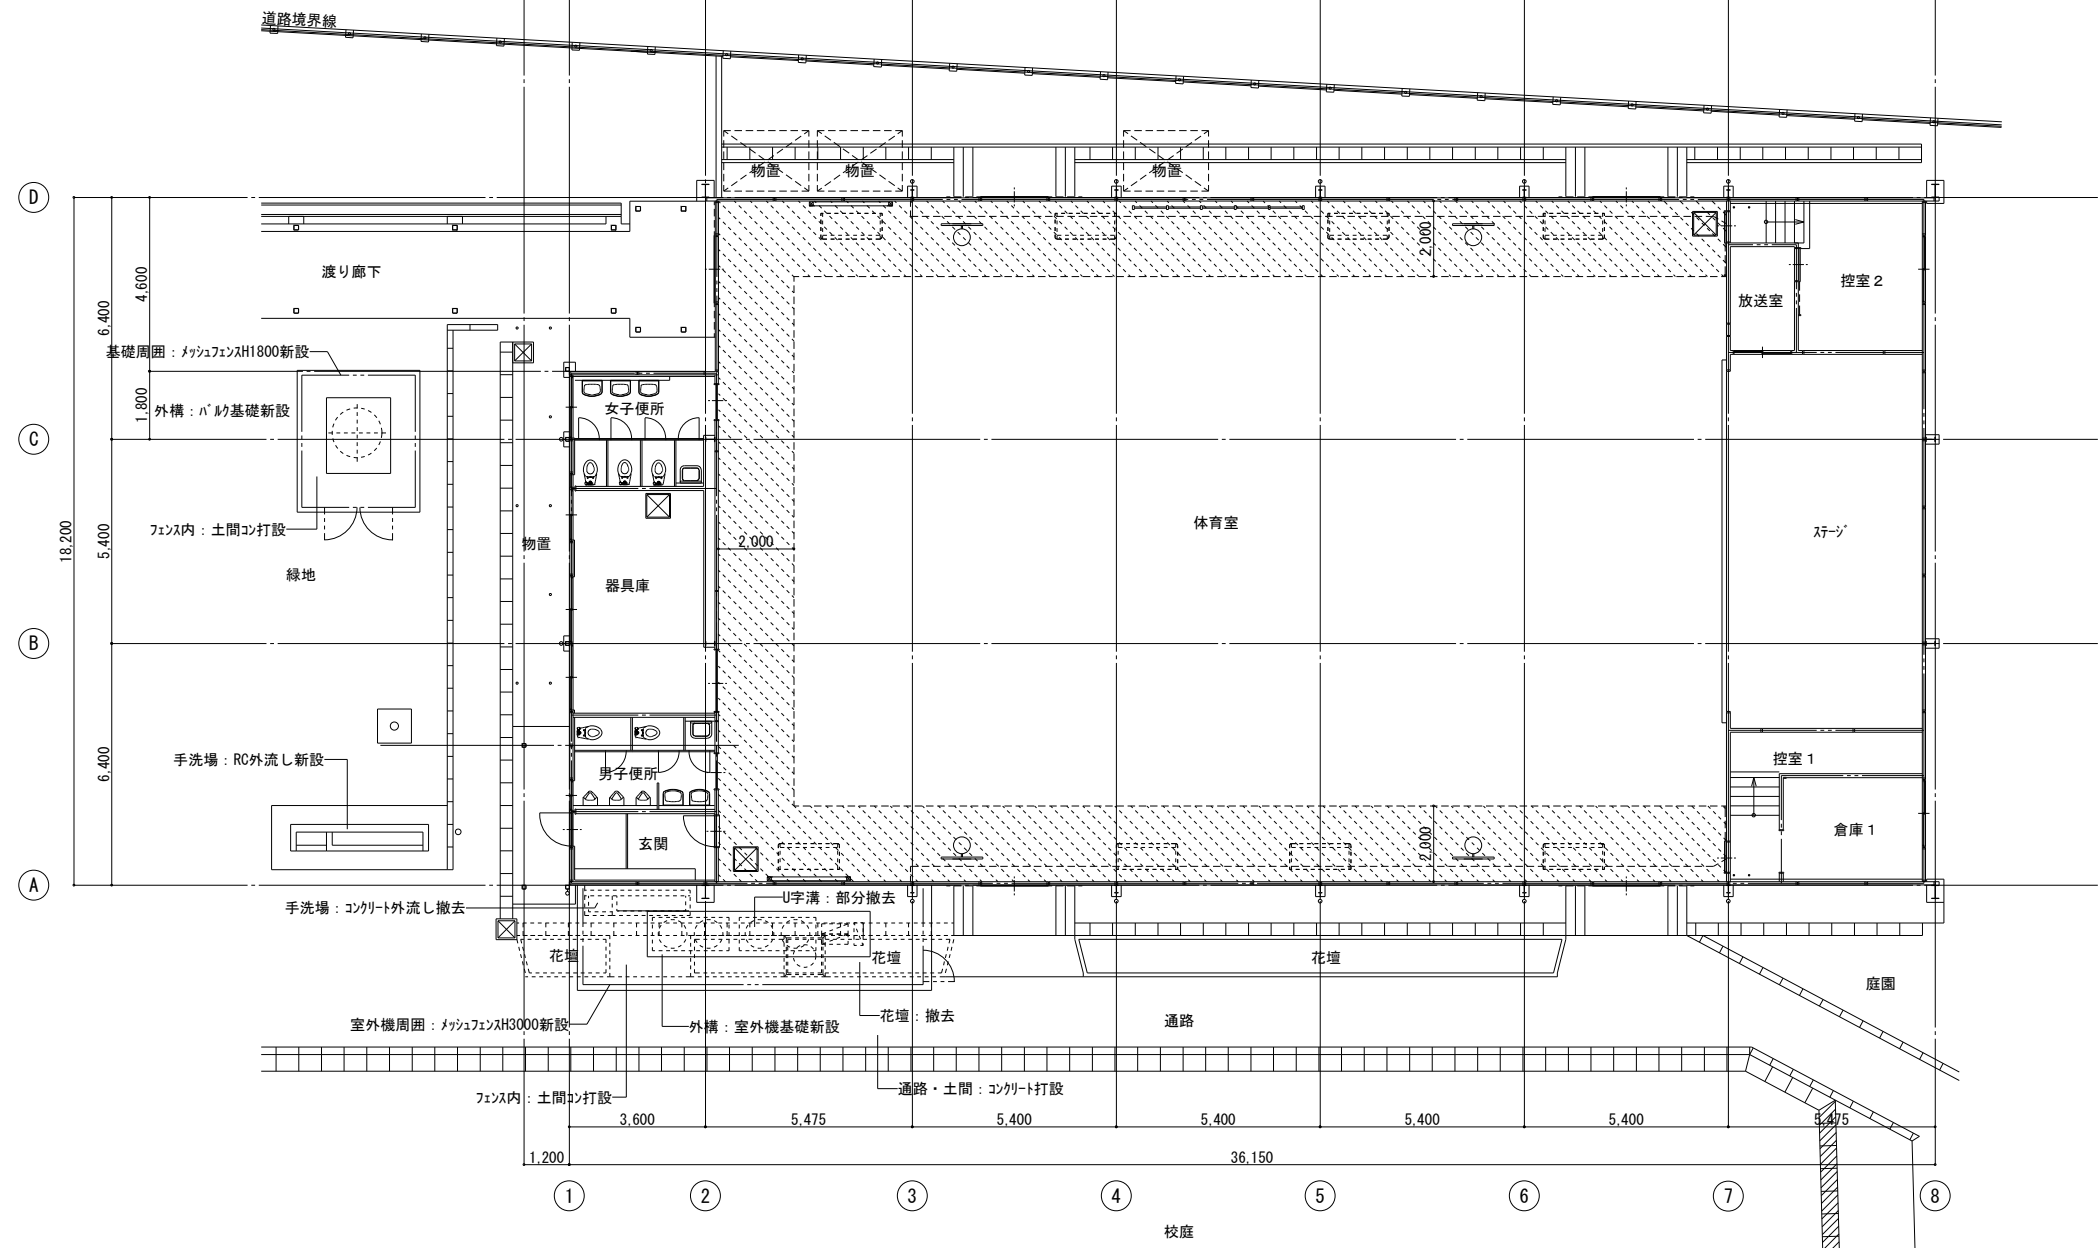 道路境界線
物置
物置
物置
D
渡り廊下
4,600
6,400
2,000
控室2
放送室
基礎周囲：メッシュフェンスH1800新設
1,800
外構：バルク基礎新設
女子便所
C
18,200
5,400
フェンス内：土間コン打設
物置
2,000
体育室
ステージ
緑地
器具庫
B
6,400
手洗場：RC外流し新設
男子便所
控室1
玄関
2,000
倉庫1
A
手洗場：コンクリート外流し撤去
U字溝：部分撤去
花壇
花壇
花壇
庭園
室外機周囲：メッシュフェンスH3000新設
外構：室外機基礎新設
花壇：撤去
通路
フェンス内：土間コン打設
通路・土間：コンクリート打設
3,600
5,475
5,400
5,400
5,400
5,400
5,475
1,200
36,150
1
2
3
4
5
6
7
8
校庭